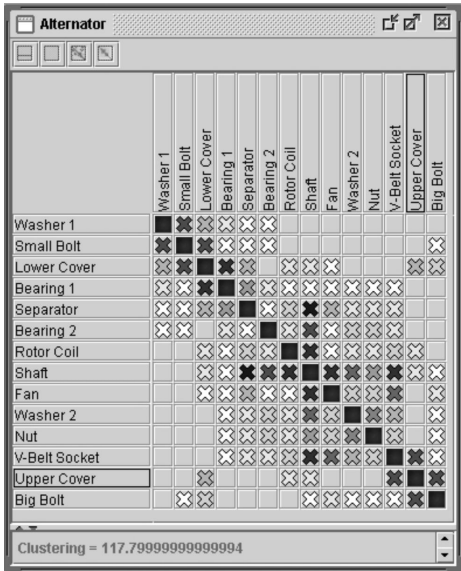 Alternator
Washer 1
Small Bolt
Lower Cover
Bearing 1
Separator
Bearing 2
Rotor Coil
Shaft
Fan
Washer 2
Nut
V-Belt Socket
Upper Cover
Big Bolt
Washer 1
Small Bolt
Lower Cover
Bearing 1
Separator
Bearing 2
Rotor Coil
Shaft
Fan
Washer 2
Nut
V-Belt Socket
Upper Cover
Big Bolt
Clustering = 117.79999999999994